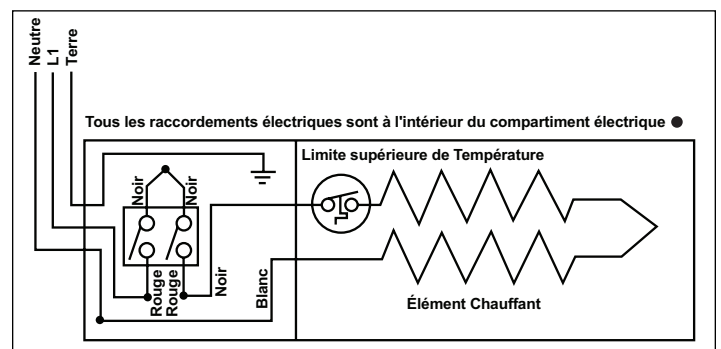 Neutre
L1
Terre
Tous les raccordements électriques sont à l'intérieur du compartiment électrique ●
Limite supérieure de Température
Noir
Noir
Rouge
Rouge
Noir
Blanc
Élément Chauffant